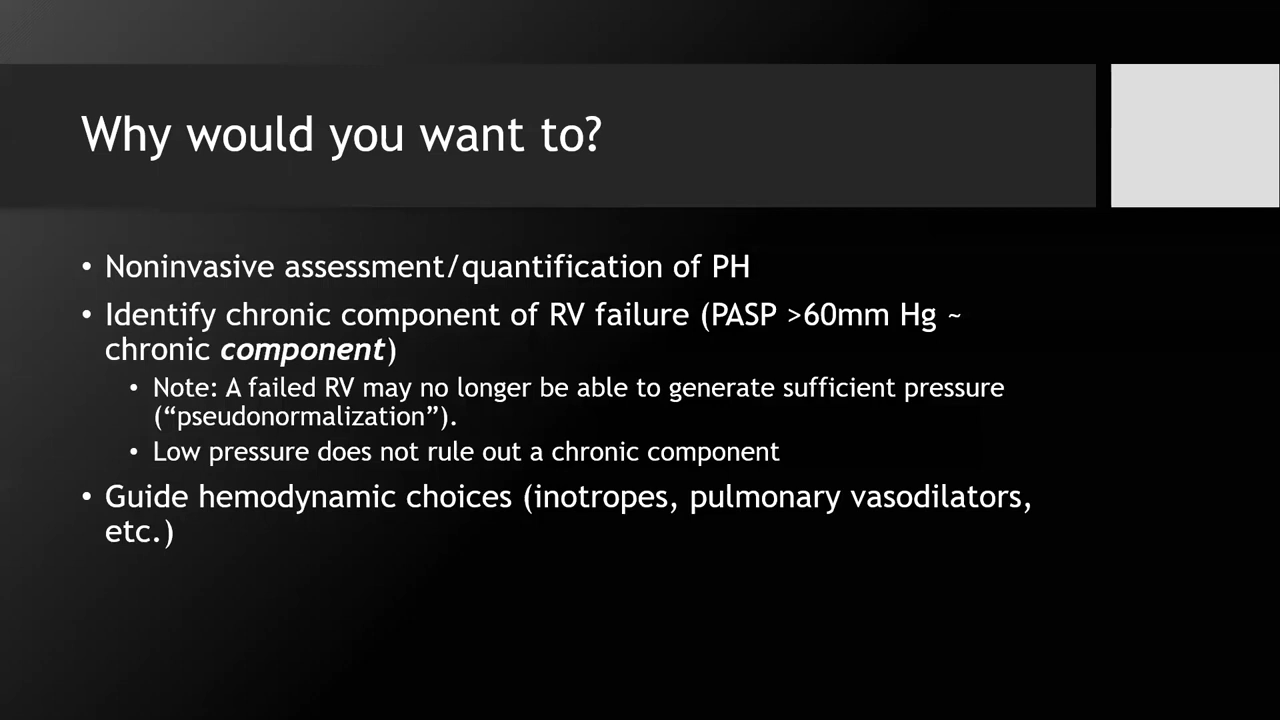 Why would you want to?
• Noninvasive assessment/quantification of PH
• Identify chronic component of RV failure (PASP >60mm Hg ~
chronic component)
• Note: A failed RV may no longer be able to generate sufficient pressure
(“pseudonormalization”).
• Low pressure does not rule out a chronic component
• Guide hemodynamic choices (inotropes, pulmonary vasodilators,
etc.)